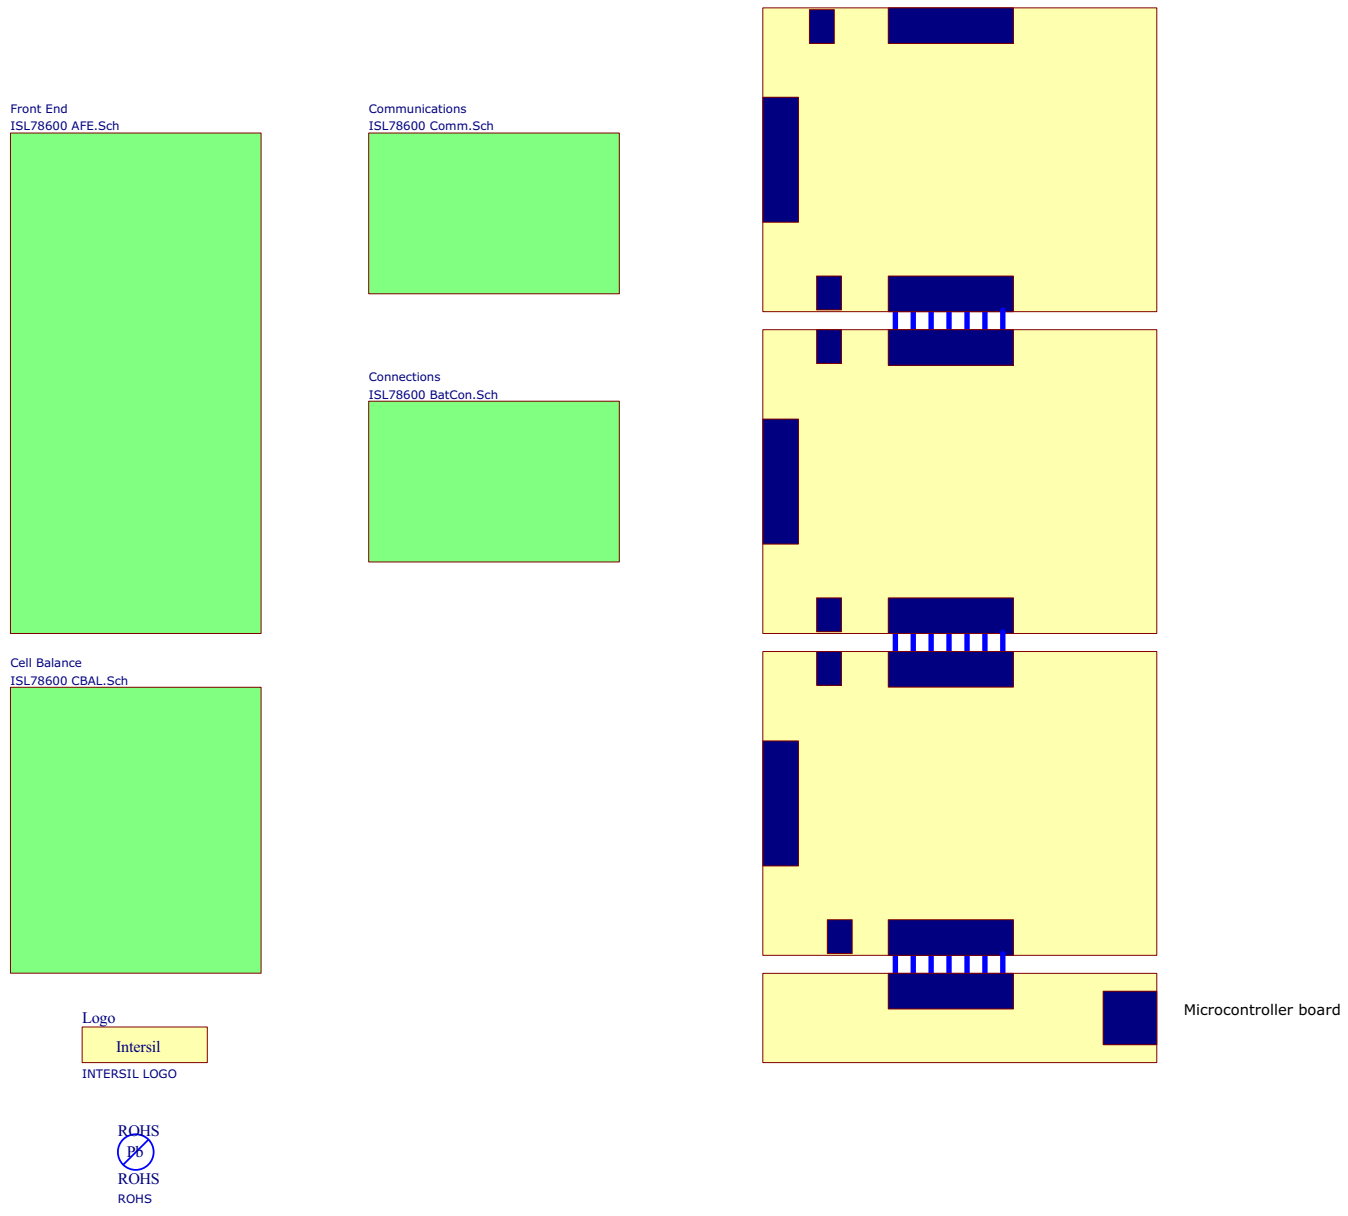 Front End
ISL78600 AFE.Sch
Communications
ISL78600 Comm.Sch
Connections
ISL78600 BatCon.Sch
Cell Balance
ISL78600 CBAL.Sch
Logo
Intersil
INTERSIL LOGO
Microcontroller board
ROHS
Pb
ROHS
ROHS